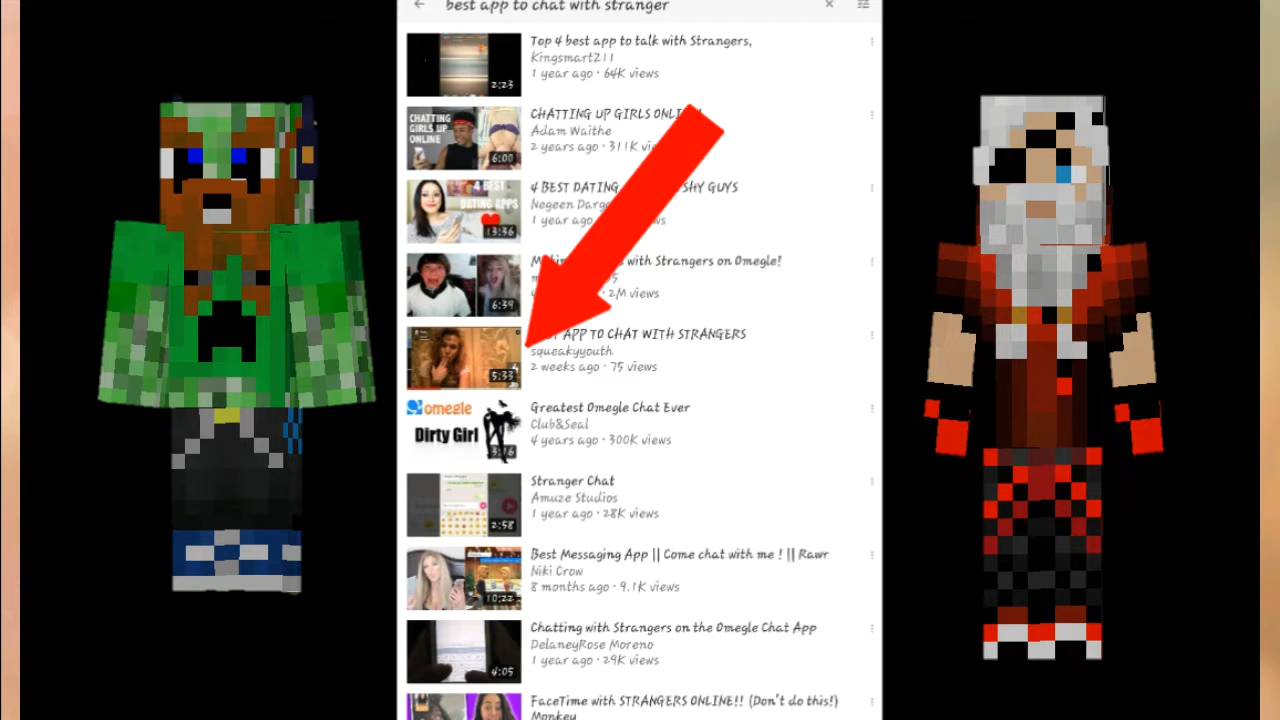 best app to chat with stranger
Top 4 best app to talk with Strangers,
Kingsmart211
1 year ago · 64K views
2:23
CHATTING UP GIRLS
Adam Waithe
2 years ago · 311K
CHATTING
GIRLS UP
ONLINE
6:00
4 BEST DATING SHY GUYS
Negeen
1 year ago
4 BEST
DATING APPS
13:36
with Strangers on Omegle!
2M views
6:39
APP TO CHAT WITH STRANGERS
squeakyyouth
2 weeks ago · 75 views
5:33
Greatest Omegle Chat Ever
Club&Seal
4 years ago · 300K views
omegle
Dirty Girl
3:16
Stranger Chat
Amuze Studios
1 year ago · 28K views
2:58
Best Messaging App || Come chat with me ! || Rawr
Niki Crow
8 months ago · 9.1K views
10:22
Chatting with Strangers on the Omegle Chat App
DelaneyRose Moreno
1 year ago · 29K views
4:05
FaceTime with STRANGERS ONLINE!! (Don't do this!)
Monkey